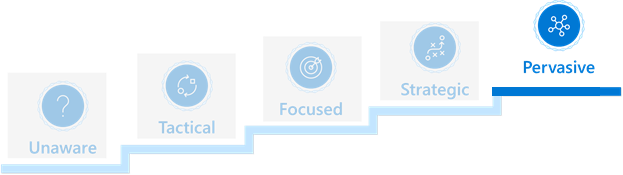 Unaware
Tactical
Focused
Strategic
Pervasive